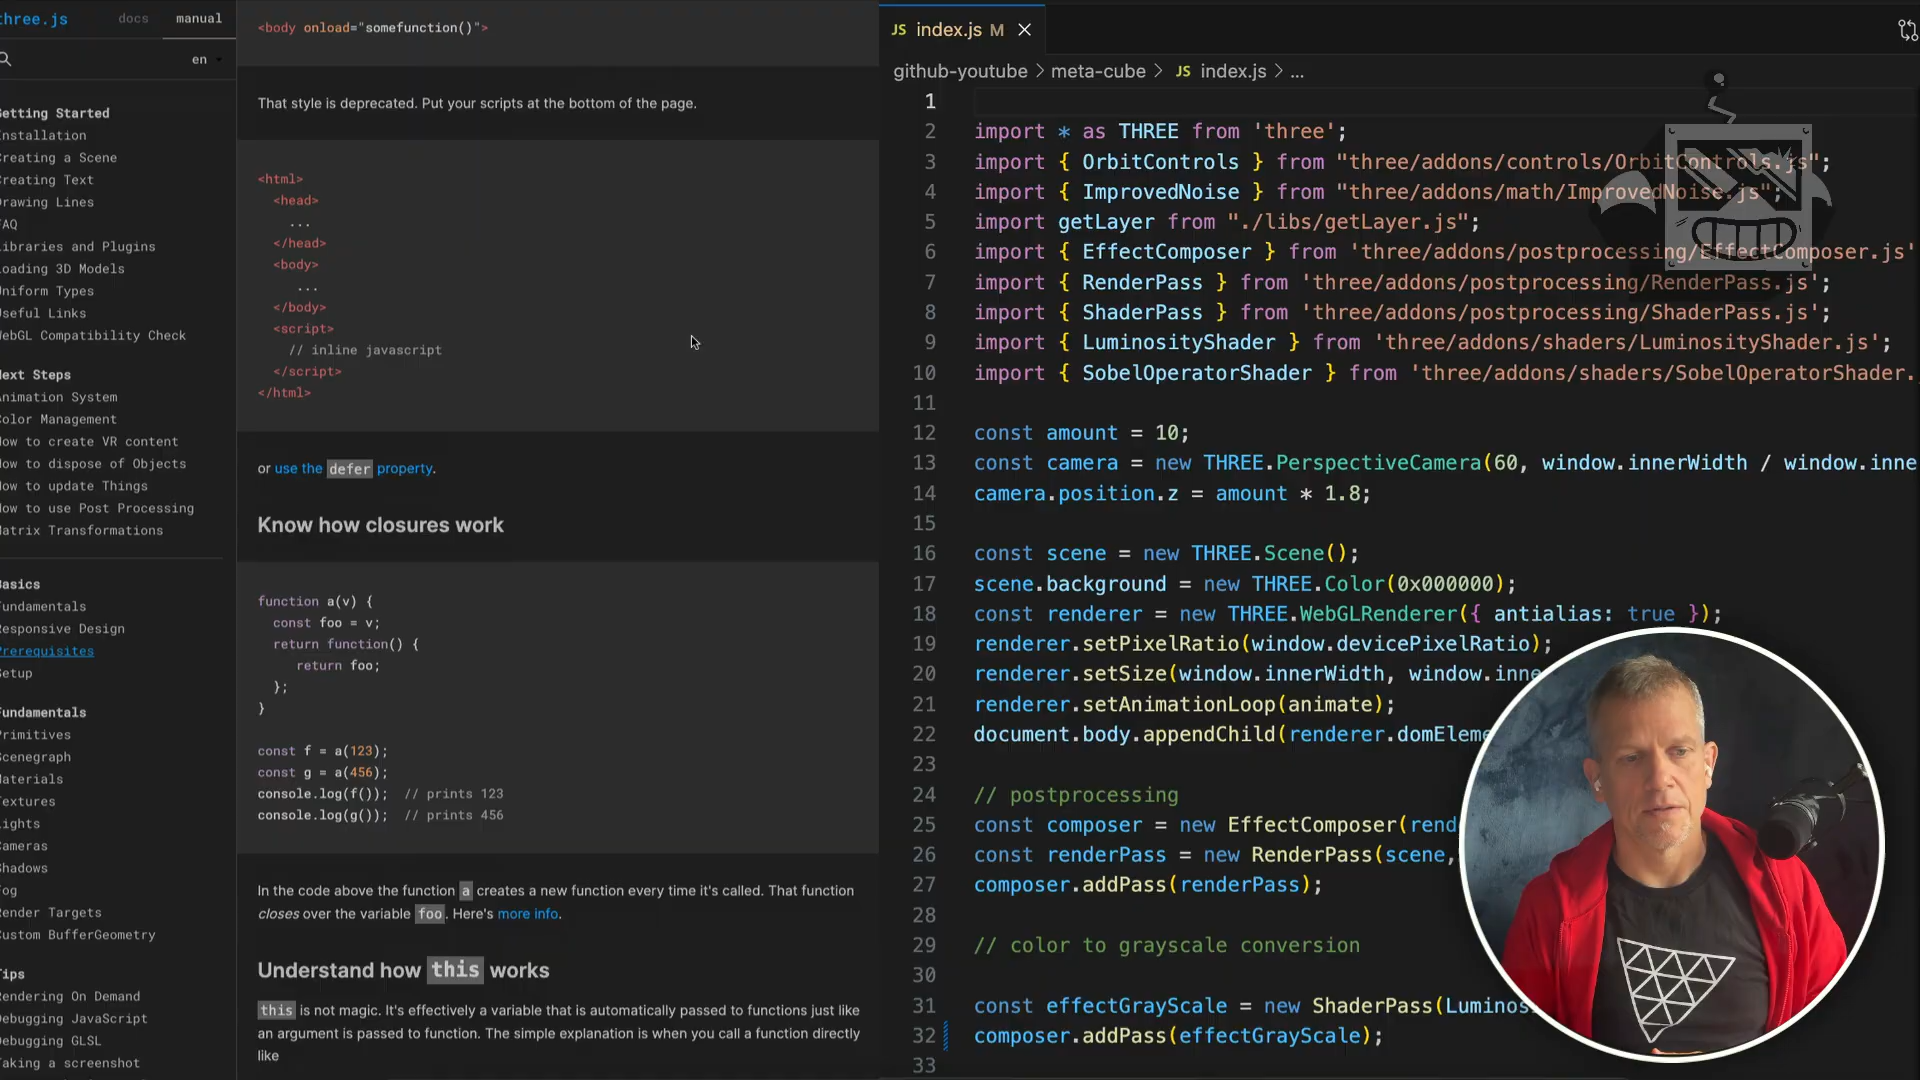 three.js
docs
manual
en
Getting Started
Installation
Creating a Scene
Creating Text
Drawing Lines
FAQ
Libraries and Plugins
Loading 3D Models
Uniform Types
Useful Links
WebGL Compatibility Check
Next Steps
Animation System
Color Management
How to create VR content
How to dispose of Objects
How to update Things
How to use Post Processing
Matrix Transformations
Basics
Fundamentals
Responsive Design
Prerequisites
Setup
Fundamentals
Primitives
Scenegraph
Materials
Textures
Lights
Cameras
Shadows
Fog
Render Targets
Custom BufferGeometry
Tips
Rendering On Demand
Debugging JavaScript
Debugging GLSL
Taking a screenshot
<body onload="somefunction()">
That style is deprecated. Put your scripts at the bottom of the page.
<html>
<head>
...
</head>
<body>
...
</body>
<script>
// inline javascript
</script>
</html>
or use the defer property.
Know how closures work
function a(v) {
const foo = v;
return function() {
return foo;
};
}
const f = a(123);
const g = a(456);
console.log(f());  // prints 123
console.log(g());  // prints 456
In the code above the function a creates a new function every time it's called. That function
closes over the variable foo. Here's more info.
Understand how this works
this is not magic. It's effectively a variable that is automatically passed to functions just like
an argument is passed to function. The simple explanation is when you call a function directly
like
JS index.js M
github-youtube > meta-cube > JS index.js > ...
1
2 import * as THREE from 'three';
3 import { OrbitControls } from "three/addons/controls/OrbitControls.js";
4 import { ImprovedNoise } from "three/addons/math/ImprovedNoise.js";
5 import getLayer from "./libs/getLayer.js";
6 import { EffectComposer } from 'three/addons/postprocessing/EffectComposer.js'
7 import { RenderPass } from 'three/addons/postprocessing/RenderPass.js';
8 import { ShaderPass } from 'three/addons/postprocessing/ShaderPass.js';
9 import { LuminosityShader } from 'three/addons/shaders/LuminosityShader.js';
10 import { SobelOperatorShader } from 'three/addons/shaders/SobelOperatorShader.
11
12 const amount = 10;
13 const camera = new THREE.PerspectiveCamera(60, window.innerWidth / window.inne
14 camera.position.z = amount * 1.8;
15
16 const scene = new THREE.Scene();
17 scene.background = new THREE.Color(0x000000);
18 const renderer = new THREE.WebGLRenderer({ antialias: true });
19 renderer.setPixelRatio(window.devicePixelRatio);
20 renderer.setSize(window.innerWidth, window.inne
21 renderer.setAnimationLoop(animate);
22 document.body.appendChild(renderer.domEleme
23
24 // postprocessing
25 const composer = new EffectComposer(rend
26 const renderPass = new RenderPass(scene,
27 composer.addPass(renderPass);
28
29 // color to grayscale conversion
30
31 const effectGrayScale = new ShaderPass(Luminos
32 composer.addPass(effectGrayScale);
33